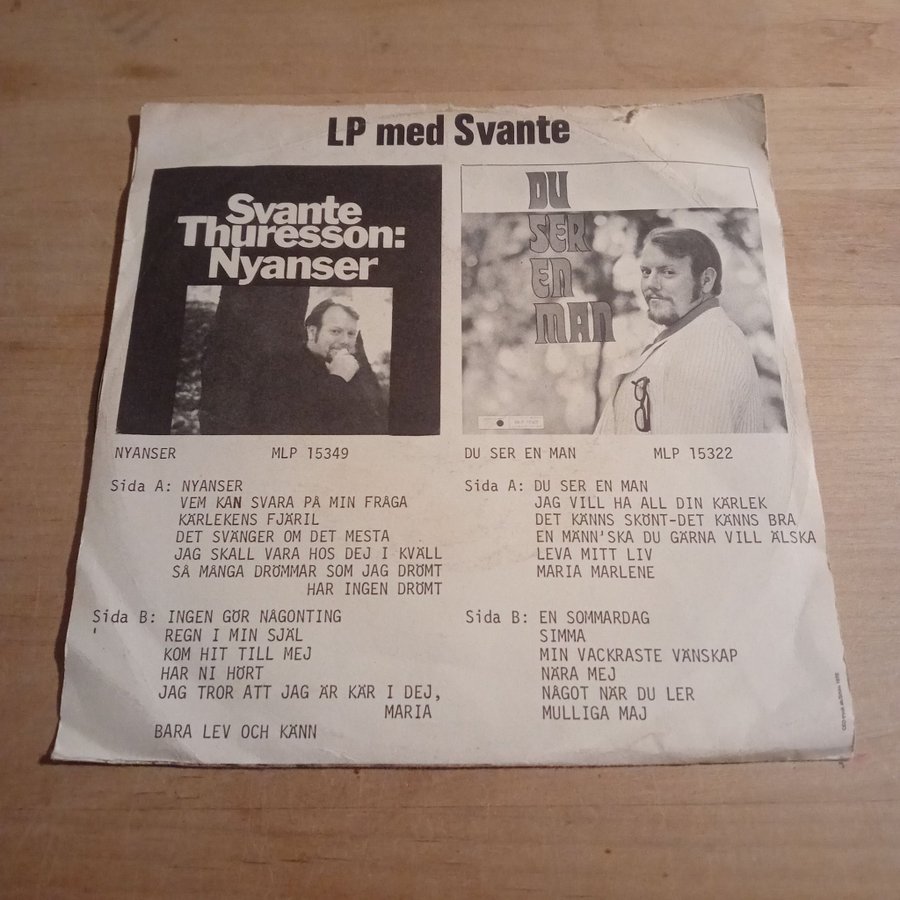 LP med Svante
Svante
Thuresson:
Nyanser
DU
SER
EN
MAN
NYANSER MLP 15349
Sida A: NYANSER
VEM KAN SVARA PÅ MIN FRÅGA
KÄRLEKENS FJÄRIL
DET SVÄNGER OM DET MESTA
JAG SKALL VARA HOS DEJ I KVÄLL
SÅ MÅNGA DRÖMMAR SOM JAG DRÖMT
HAR INGEN DRÖMT
Sida B: INGEN GÖR NÅGONTING
REGN I MIN SJÄL
KOM HIT TILL MEJ
HAR NI HÖRT
JAG TROR ATT JAG ÄR KÄR I DEJ,
MARIA
BARA LEV OCH KÄNN
DU SER EN MAN MLP 15322
Sida A: DU SER EN MAN
JAG VILL HA ALL DIN KÄRLEK
DET KÄNNS SKÖNT-DET KÄNNS BRA
EN MÄNN'SKA DU GÄRNA VILL ÄLSKA
LEVA MITT LIV
MARIA MARLENE
Sida B: EN SOMMARDAG
SIMMA
MIN VACKRASTE VÄNSKAP
NÄRA MEJ
NÅGOT NÄR DU LER
MULLIGA MAJ